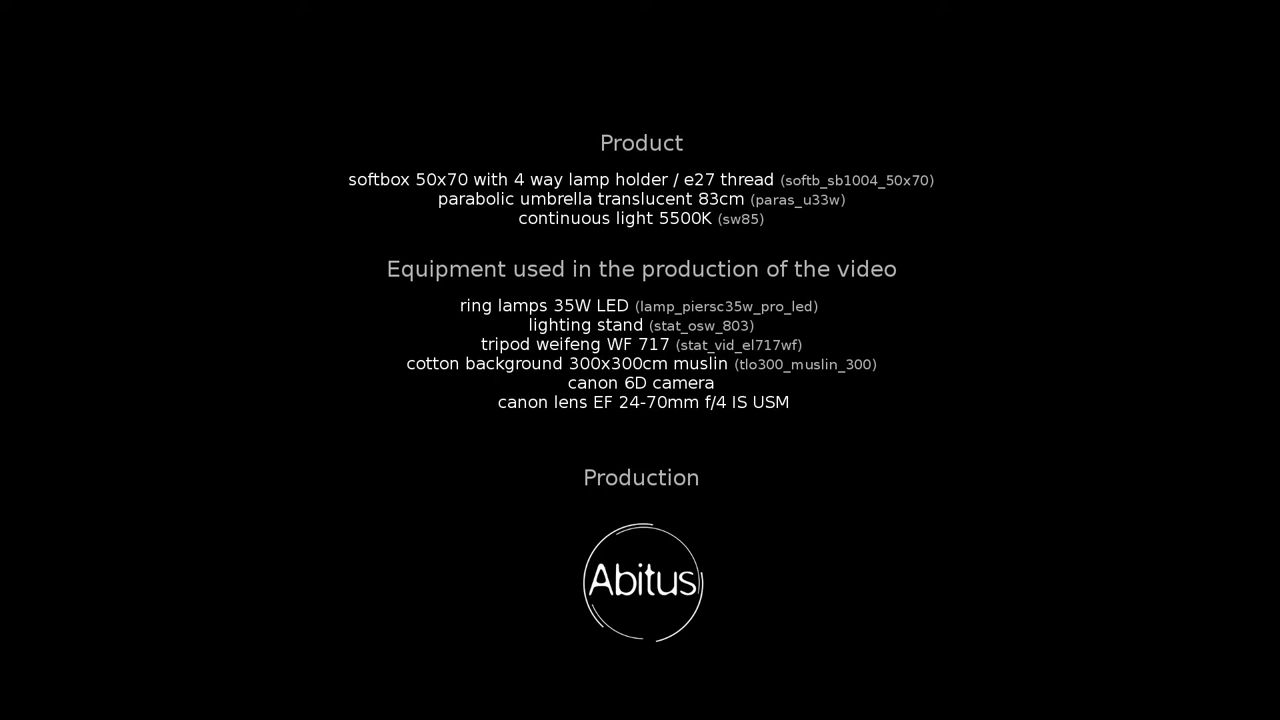 Product
softbox 50x70 with 4 way lamp holder / e27 thread (softb_sb1004_50x70)
parabolic umbrella translucent 83cm (paras_u33w)
continuous light 5500K (sw85)
Equipment used in the production of the video
ring lamps 35W LED (lamp_piersc35w_pro_led)
lighting stand (stat_osw_803)
tripod weifeng WF 717 (stat_vid_el717wf)
cotton background 300x300cm muslin (tlo300_muslin_300)
canon 6D camera
canon lens EF 24-70mm f/4 IS USM
Production
Abitus